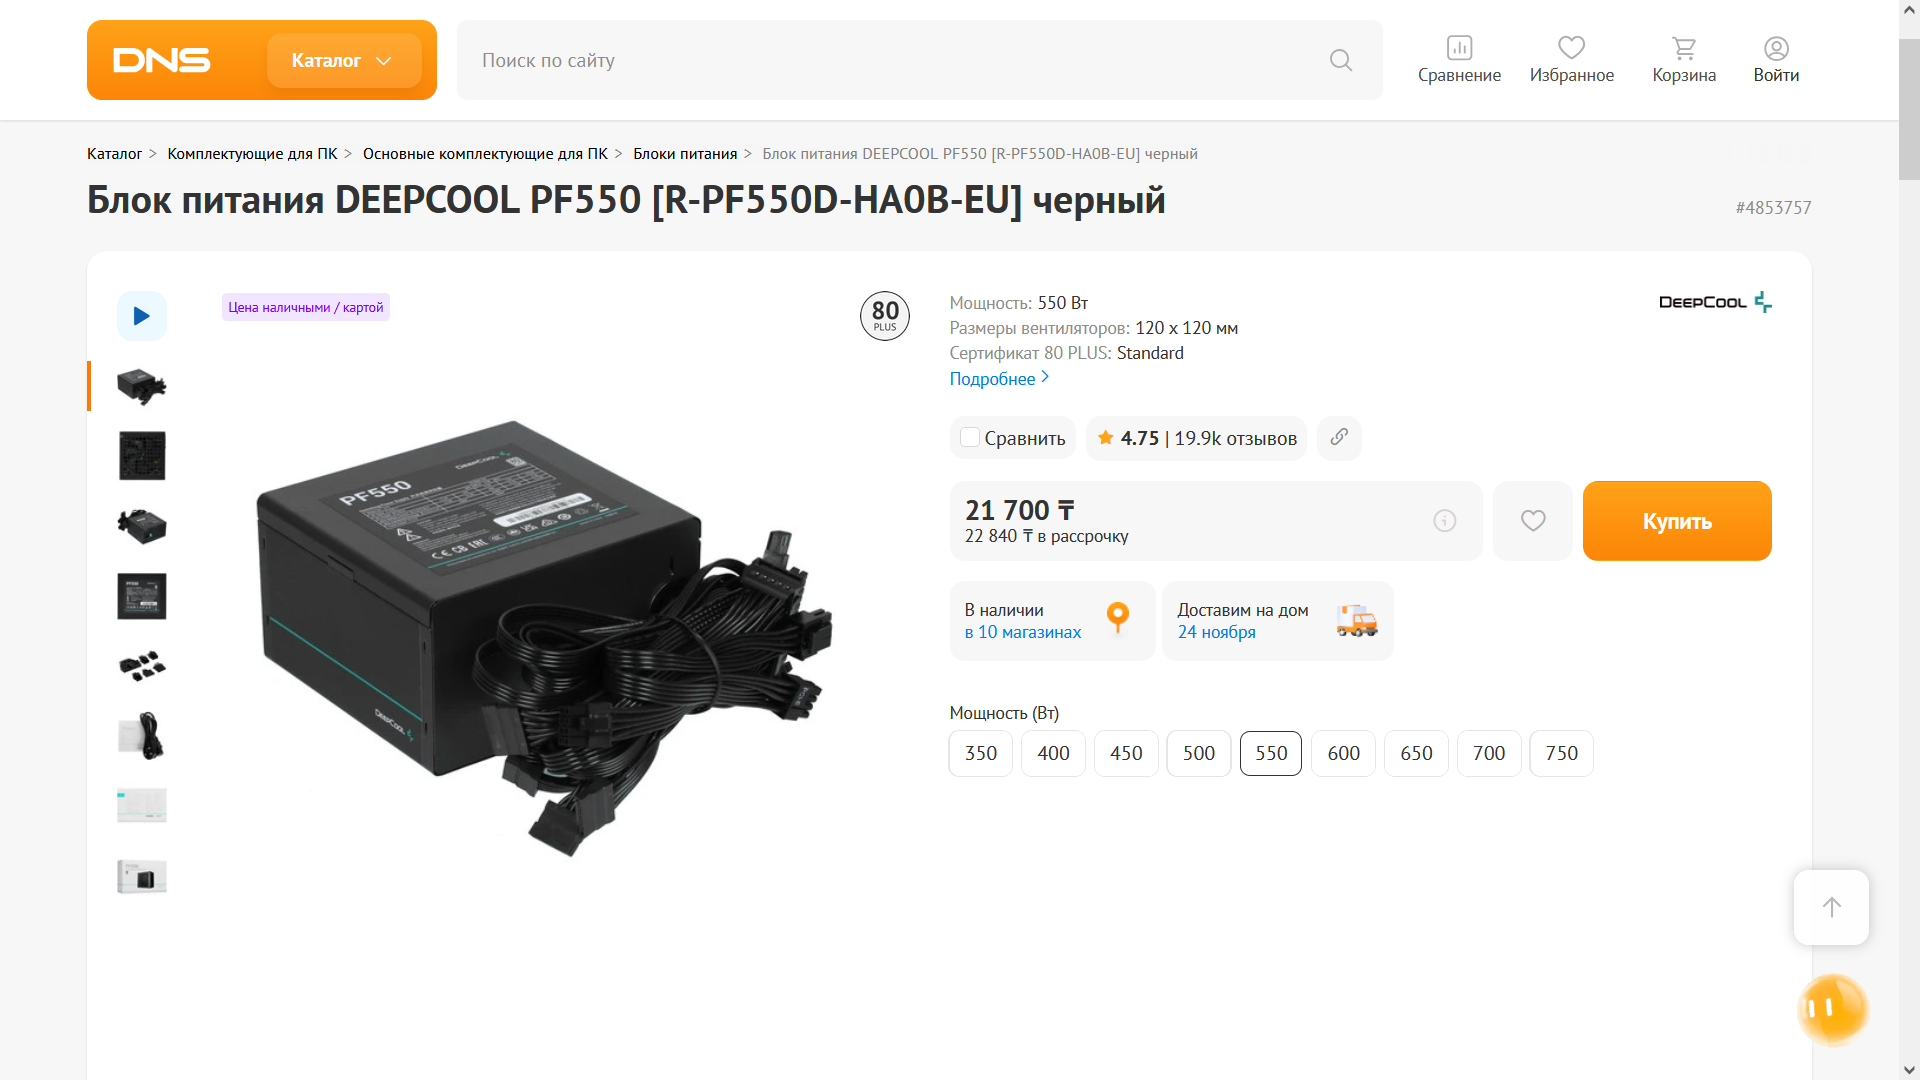 DNS
Каталог
Поиск по сайту
Сравнение
Избранное
Корзина
Войти
Каталог > Комплектующие для ПК > Основные комплектующие для ПК > Блоки питания > Блок питания DEEPCOOL PF550 [R-PF550D-HA0B-EU] черный
Блок питания DEEPCOOL PF550 [R-PF550D-HA0B-EU] черный
#4853757
Цена наличными / картой
80
PLUS
PF550
DEEPCOOL
DEEPCOOL
Мощность: 550 Вт
DEEPCOOL
Размеры вентиляторов: 120 x 120 мм
Сертификат 80 PLUS: Standard
Подробнее
Сравнить
4.75 | 19.9k отзывов
21 700 ₸
22 840 ₸ в рассрочку
Купить
В наличии
в 10 магазинах
Доставим на дом
24 ноября
Мощность (Вт)
350 400 450 500 550 600 650 700 750